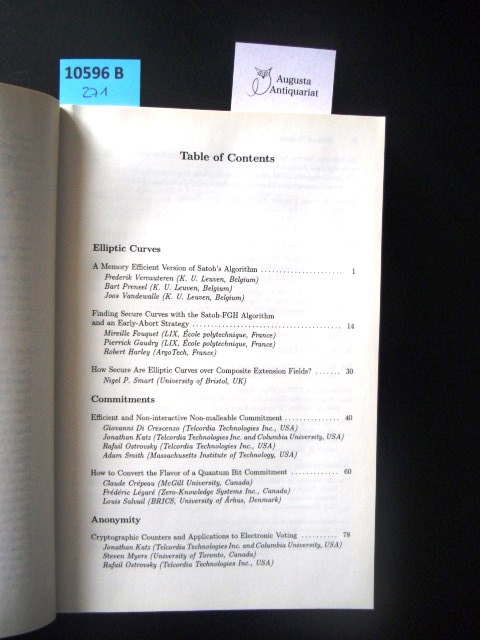 10596 B
271
Augusta
Antiquariat
Table of Contents
Elliptic Curves
A Memory Efficient Version of Satoh's Algorithm ..................... 1
Frederik Vercauteren (K. U. Leuven, Belgium)
Bart Preneel (K. U. Leuven, Belgium)
Joos Vandewalle (K. U. Leuven, Belgium)
Finding Secure Curves with the Satoh-FGH Algorithm
and an Early-Abort Strategy ..................................... 14
Mireille Fouquet (LIX, École polytechnique, France)
Pierrick Gaudry (LIX, École polytechnique, France)
Robert Harley (ArgoTech, France)
How Secure Are Elliptic Curves over Composite Extension Fields? ....... 30
Nigel P. Smart (University of Bristol, UK)
Commitments
Efficient and Non-interactive Non-malleable Commitment ............... 40
Giovanni Di Crescenzo (Telcordia Technologies Inc., USA)
Jonathan Katz (Telcordia Technologies Inc. and Columbia University, USA)
Rafail Ostrovsky (Telcordia Technologies Inc., USA)
Adam Smith (Massachusetts Institute of Technology, USA)
How to Convert the Flavor of a Quantum Bit Commitment ............. 60
Claude Crépeau (McGill University, Canada)
Frédéric Légaré (Zero-Knowledge Systems Inc., Canada)
Louis Salvail (BRICS, University of Århus, Denmark)
Anonymity
Cryptographic Counters and Applications to Electronic Voting .......... 78
Jonathan Katz (Telcordia Technologies Inc. and Columbia University, USA)
Steven Myers (University of Toronto, Canada)
Rafail Ostrovsky (Telcordia Technologies Inc., USA)